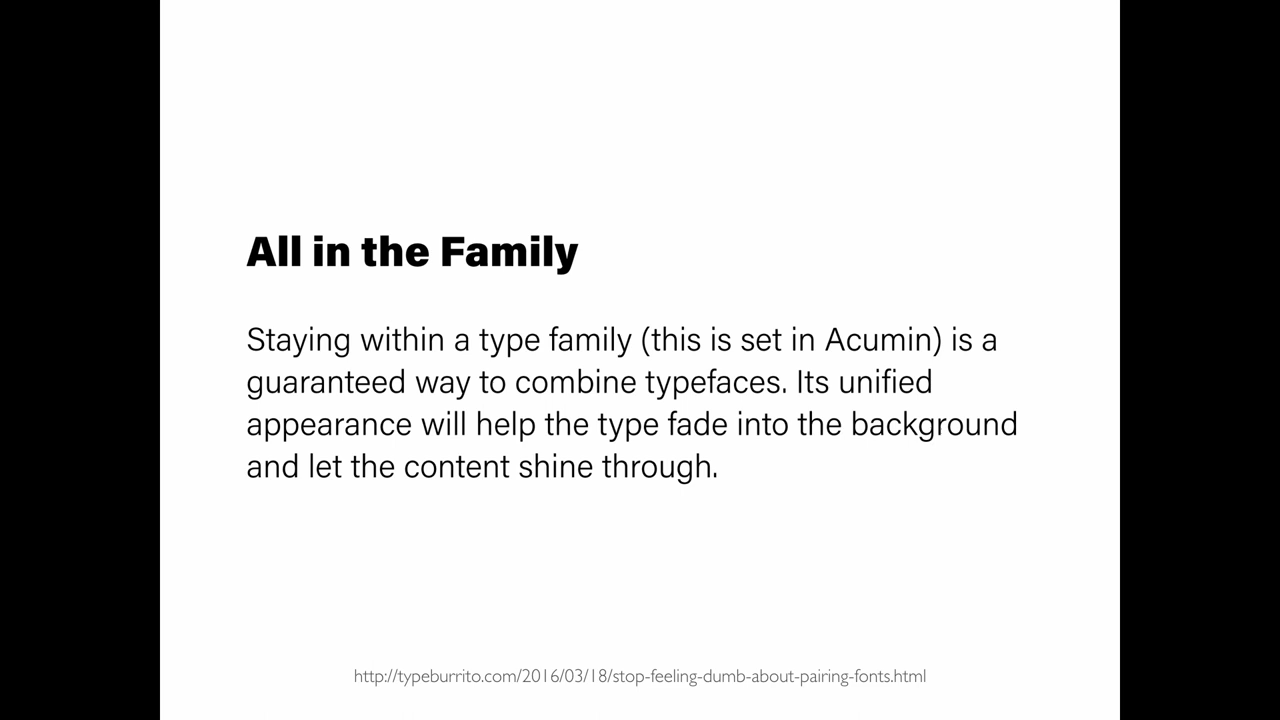 All in the Family
Staying within a type family (this is set in Acumin) is a
guaranteed way to combine typefaces. Its unified
appearance will help the type fade into the background
and let the content shine through.
http://typeburrito.com/2016/03/18/stop-feeling-dumb-about-pairing-fonts.html